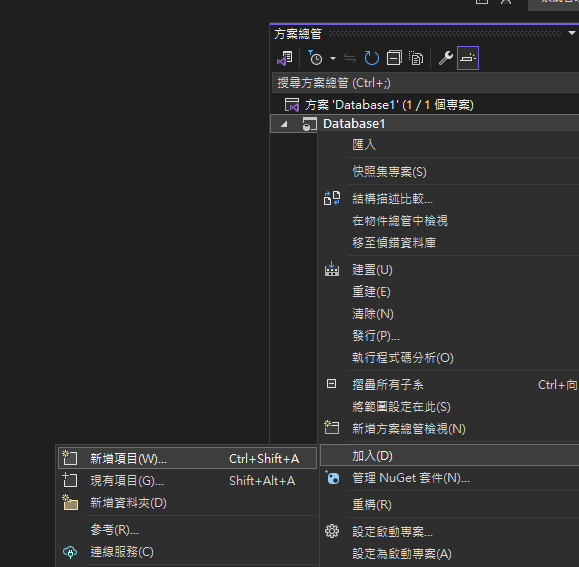 方案總管
搜尋方案總管 (Ctrl+;)
方案 'Database1' (1 / 1 個專案)
Database1
匯入
快照集專案(S)
結構描述比較...
在物件總管中檢視
移至偵錯資料庫
建置(U)
重建(E)
清除(N)
發行(P)...
執行程式碼分析(O)
摺疊所有子系 Ctrl+向
將範圍設定在此(S)
新增方案總管檢視(N)
加入(D)
管理 NuGet 套件(N)...
重構(R)
設定啟動專案...
設定為啟動專案(A)
新增項目(W)... Ctrl+Shift+A
現有項目(G)... Shift+Alt+A
新增資料夾(D)
參考(R)...
連線服務(C)